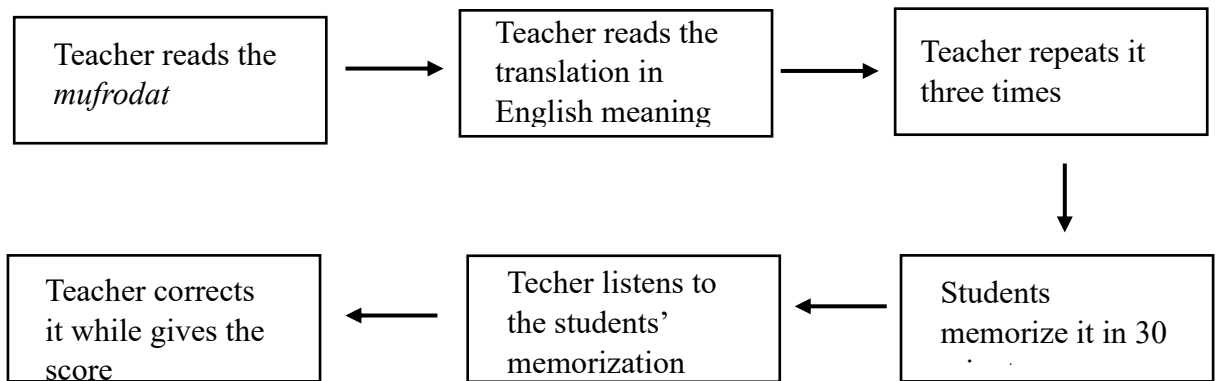 Teacher reads the
mufrodat
Teacher reads the
translation in
English meaning
Teacher repeats it
three times
Students
memorize it in 30
Techer listens to
the students’
memorization
Teacher corrects
it while gives the
score